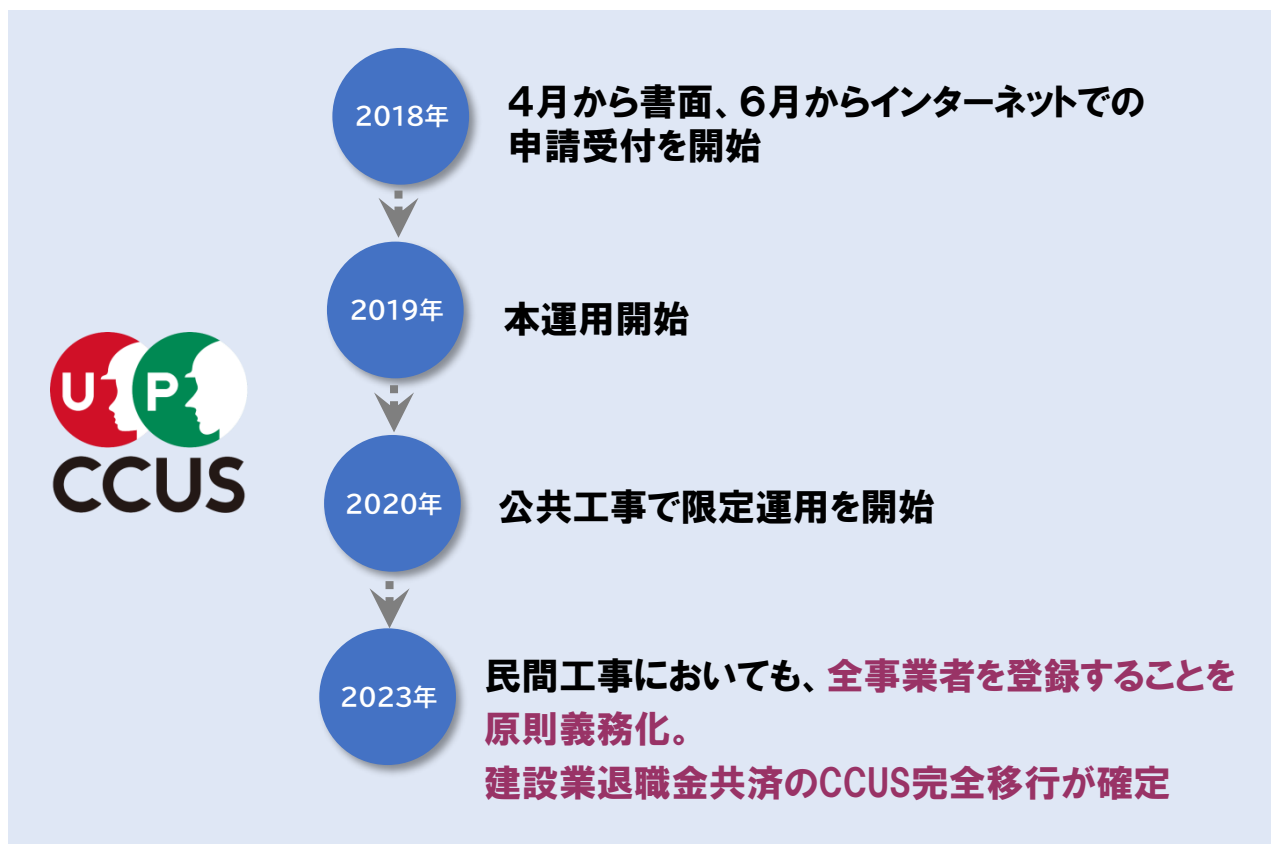 2018年
4月から書面、6月からインターネットでの
申請受付を開始
2019年
本運用開始
UP
CCUS
2020年
公共工事で限定運用を開始
2023年
民間工事においても、全事業者を登録することを
原則義務化。
建設業退職金共済のCCUS完全移行が確定